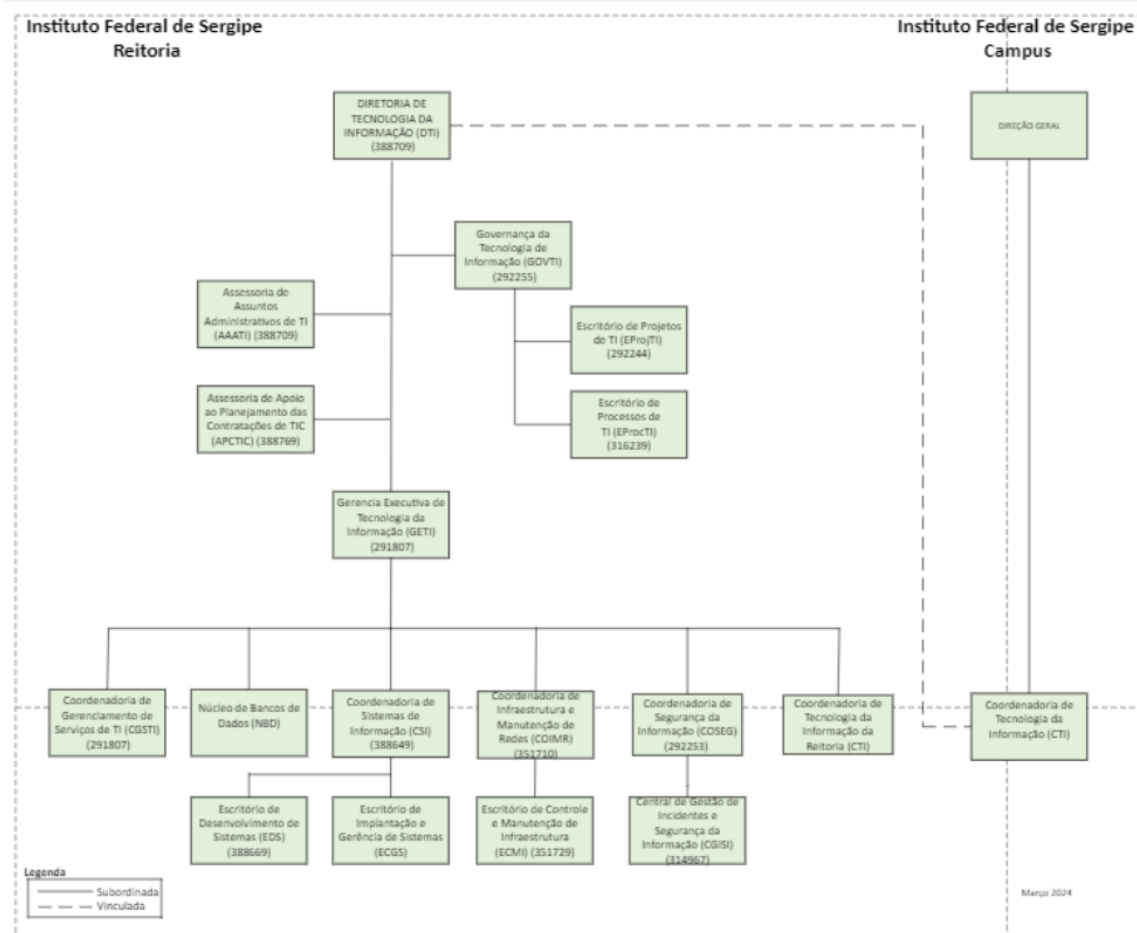 Instituto Federal de Sergipe
Reitoria
Instituto Federal de Sergipe
Campus
DIRETORIA DE
TECNOLOGIA DA
INFORMAÇÃO (DTI)
(388709)
DIREÇÃO GERAL
Governança da
Tecnologia de
Informação (GOVTI)
(292255)
Assessoria de
Assuntos
Administrativos de TI
(AAATI) (388709)
Escritório de Projetos
de TI (EProjTI)
(292244)
Assessoria de Apoio
ao Planejamento das
Contratações de TIC
(APCTIC) (388769)
Escritório de
Processos de
TI (EProcTI)
(316239)
Gerencia Executiva de
Tecnologia da
Informação (GETI)
(291807)
Coordenadoria de
Gerenciamento de
Serviços de TI (CGSTI)
(291807)
Núcleo de Bancos de
Dados (NBD)
Coordenadoria de
Sistemas de
Informação (CSI)
(388649)
Coordenadoria de
Infraestrutura e
Manutenção de
Redes (COIMR)
(351710)
Coordenadoria de
Segurança da
Informação (COSEG)
(292253)
Coordenadoria de
Tecnologia da
Informação da
Reitoria (CTI)
Coordenadoria de
Tecnologia da
Informação (CTI)
Escritório de
Desenvolvimento de
Sistemas (EDS)
(388669)
Escritório de
Implantação e
Gerência de Sistemas
(ECGS)
Escritório de Controle
e Manutenção de
Infraestrutura
(ECMI) (351729)
Central de Gestão de
Incidentes e
Segurança da
Informação (CGISI)
(314967)
Legenda
Subordinada
Vinculada
Março 2024